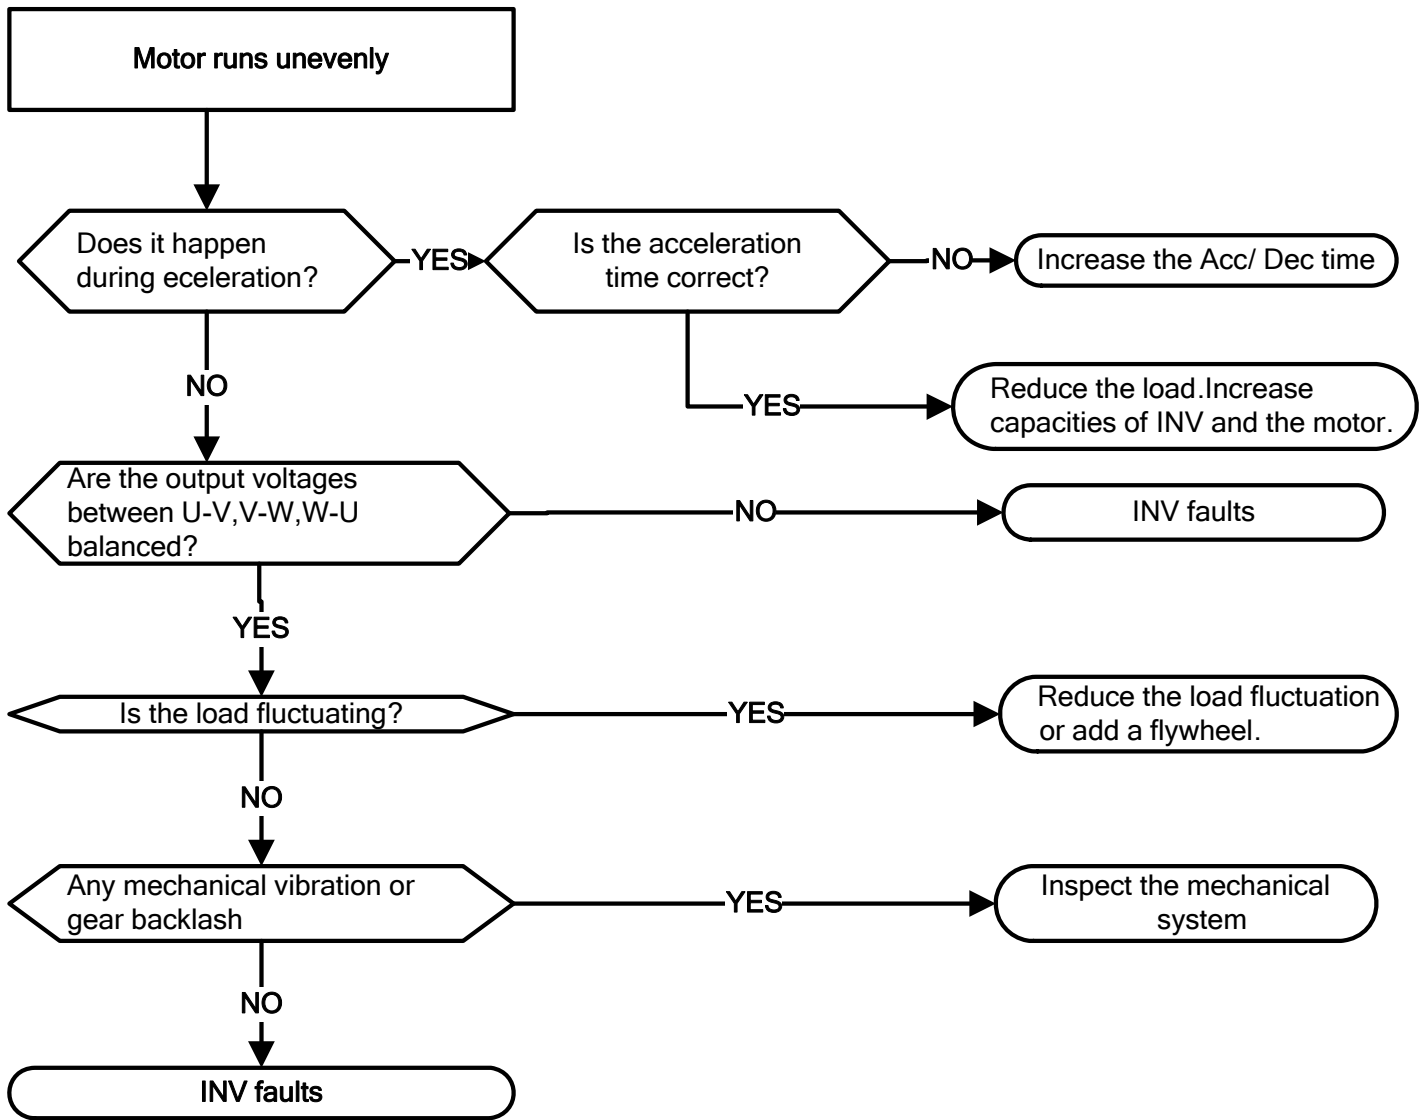 Motor runs unevenly
Does it happen
during eceleration?
YES
Is the acceleration
time correct?
NO
Increase the Acc/ Dec time
NO
YES
Reduce the load.Increase
capacities of INV and the motor.
Are the output voltages
between U-V,V-W,W-U
balanced?
NO
INV faults
YES
Is the load fluctuating?
YES
Reduce the load fluctuation
or add a flywheel.
NO
Any mechanical vibration or
gear backlash
YES
Inspect the mechanical
system
NO
INV faults